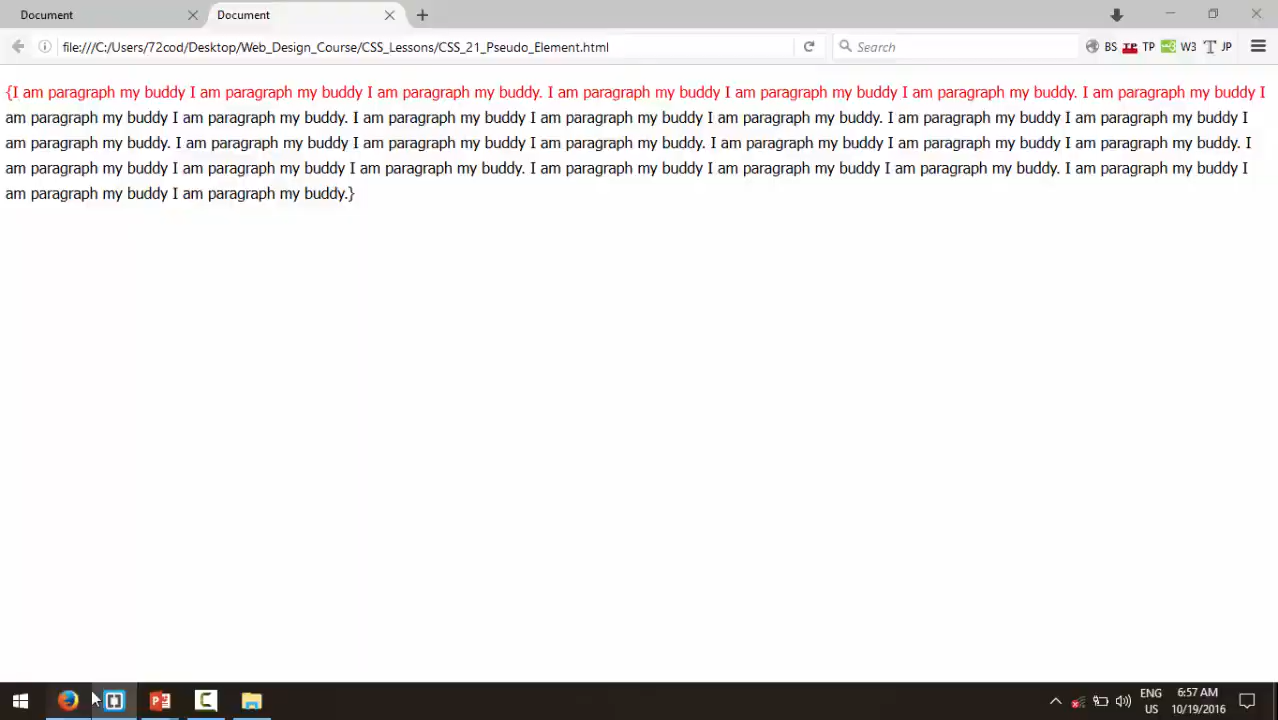 Document
Document
file:///C:/Users/72cod/Desktop/Web_Design_Course/CSS_Lessons/CSS_21_Pseudo_Element.html
Search
BS
TP
W3
JP
{I am paragraph my buddy I am paragraph my buddy I am paragraph my buddy. I am paragraph my buddy I am paragraph my buddy I am paragraph my buddy. I am paragraph my buddy I
am paragraph my buddy I am paragraph my buddy. I am paragraph my buddy I am paragraph my buddy I am paragraph my buddy. I am paragraph my buddy I am paragraph my buddy I
am paragraph my buddy. I am paragraph my buddy I am paragraph my buddy I am paragraph my buddy. I am paragraph my buddy I am paragraph my buddy I am paragraph my buddy. I
am paragraph my buddy I am paragraph my buddy I am paragraph my buddy. I am paragraph my buddy I am paragraph my buddy I am paragraph my buddy. I am paragraph my buddy I
am paragraph my buddy I am paragraph my buddy.}
ENG
US
6:57 AM
10/19/2016